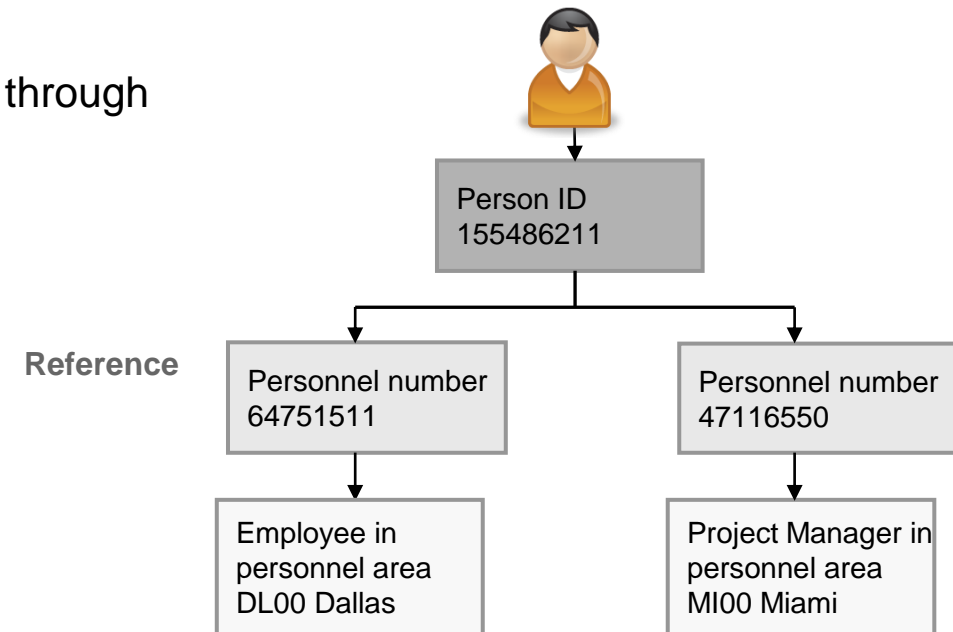 through
Person ID
155486211
Reference
Personnel number
64751511
Personnel number
47116550
Employee in
personnel area
DL00 Dallas
Project Manager in
personnel area
MI00 Miami